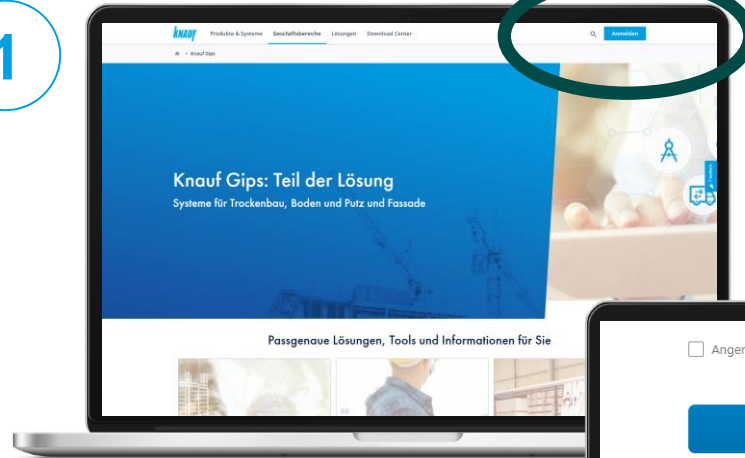 1
KNAUF Produkte & Systeme Geschäftsbereiche Lösungen Download Center Anmelden
Knauf Gips
Knauf Gips: Teil der Lösung
Systeme für Trockenbau, Boden und Putz und Fassade
Passgenaue Lösungen, Tools und Informationen für Sie